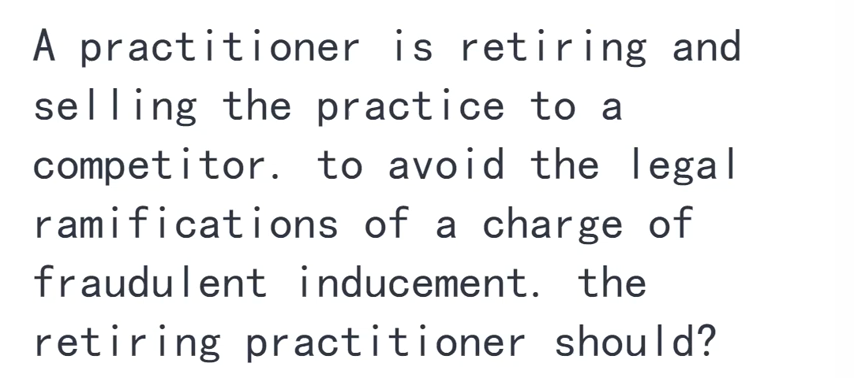 A practitioner is retiring and
selling the practice to a
competitor. to avoid the legal
ramifications of a charge of
fraudulent inducement. the
retiring practitioner should?